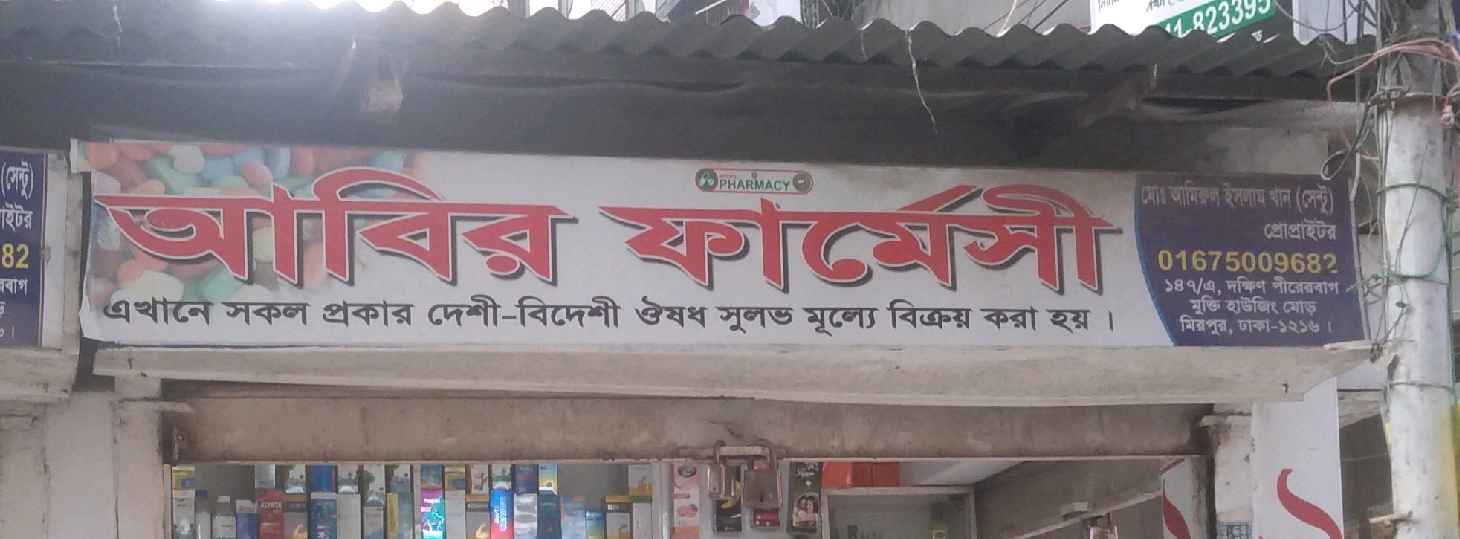 PHARMACY
আবির ফার্মেসী
এখানে সকল প্রকার দেশী-বিদেশী ঔষধ সুলভ মূল্যে বিক্রয় করা হয় ।
মোঃ আমিরুল ইসলাম খান (সেন্টু)
প্রোপ্রাইটর
01675009682
১৪৭/এ, দক্ষিণ পীরেরবাগ
মুক্তি হাউজিং মোড়
মিরপুর, ঢাকা-১২১৬ ।
(সেন্টু)
82